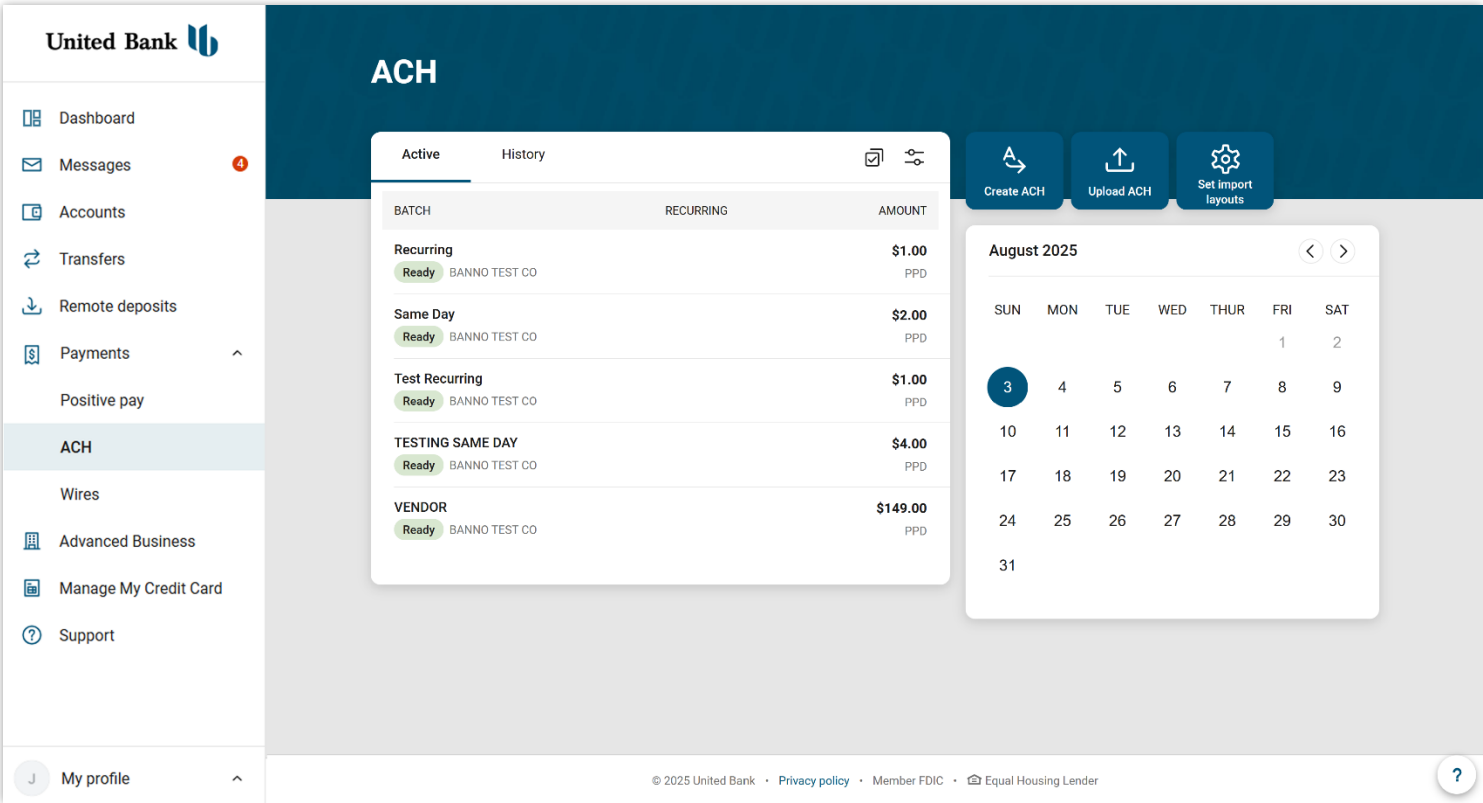 United Bank
Dashboard
Messages
4
Accounts
Transfers
Remote deposits
Payments
Positive pay
ACH
Wires
Advanced Business
Manage My Credit Card
Support
J
My profile
ACH
Active History
BATCH RECURRING AMOUNT
Recurring $1.00
Ready BANNO TEST CO PPD
Same Day $2.00
Ready BANNO TEST CO PPD
Test Recurring $1.00
Ready BANNO TEST CO PPD
TESTING SAME DAY $4.00
Ready BANNO TEST CO PPD
VENDOR $149.00
Ready BANNO TEST CO PPD
Create ACH
Upload ACH
Set import
layouts
August 2025
SUN MON TUE WED THUR FRI SAT
1 2
3 4 5 6 7 8 9
10 11 12 13 14 15 16
17 18 19 20 21 22 23
24 25 26 27 28 29 30
31
© 2025 United Bank • Privacy policy • Member FDIC • Equal Housing Lender
?